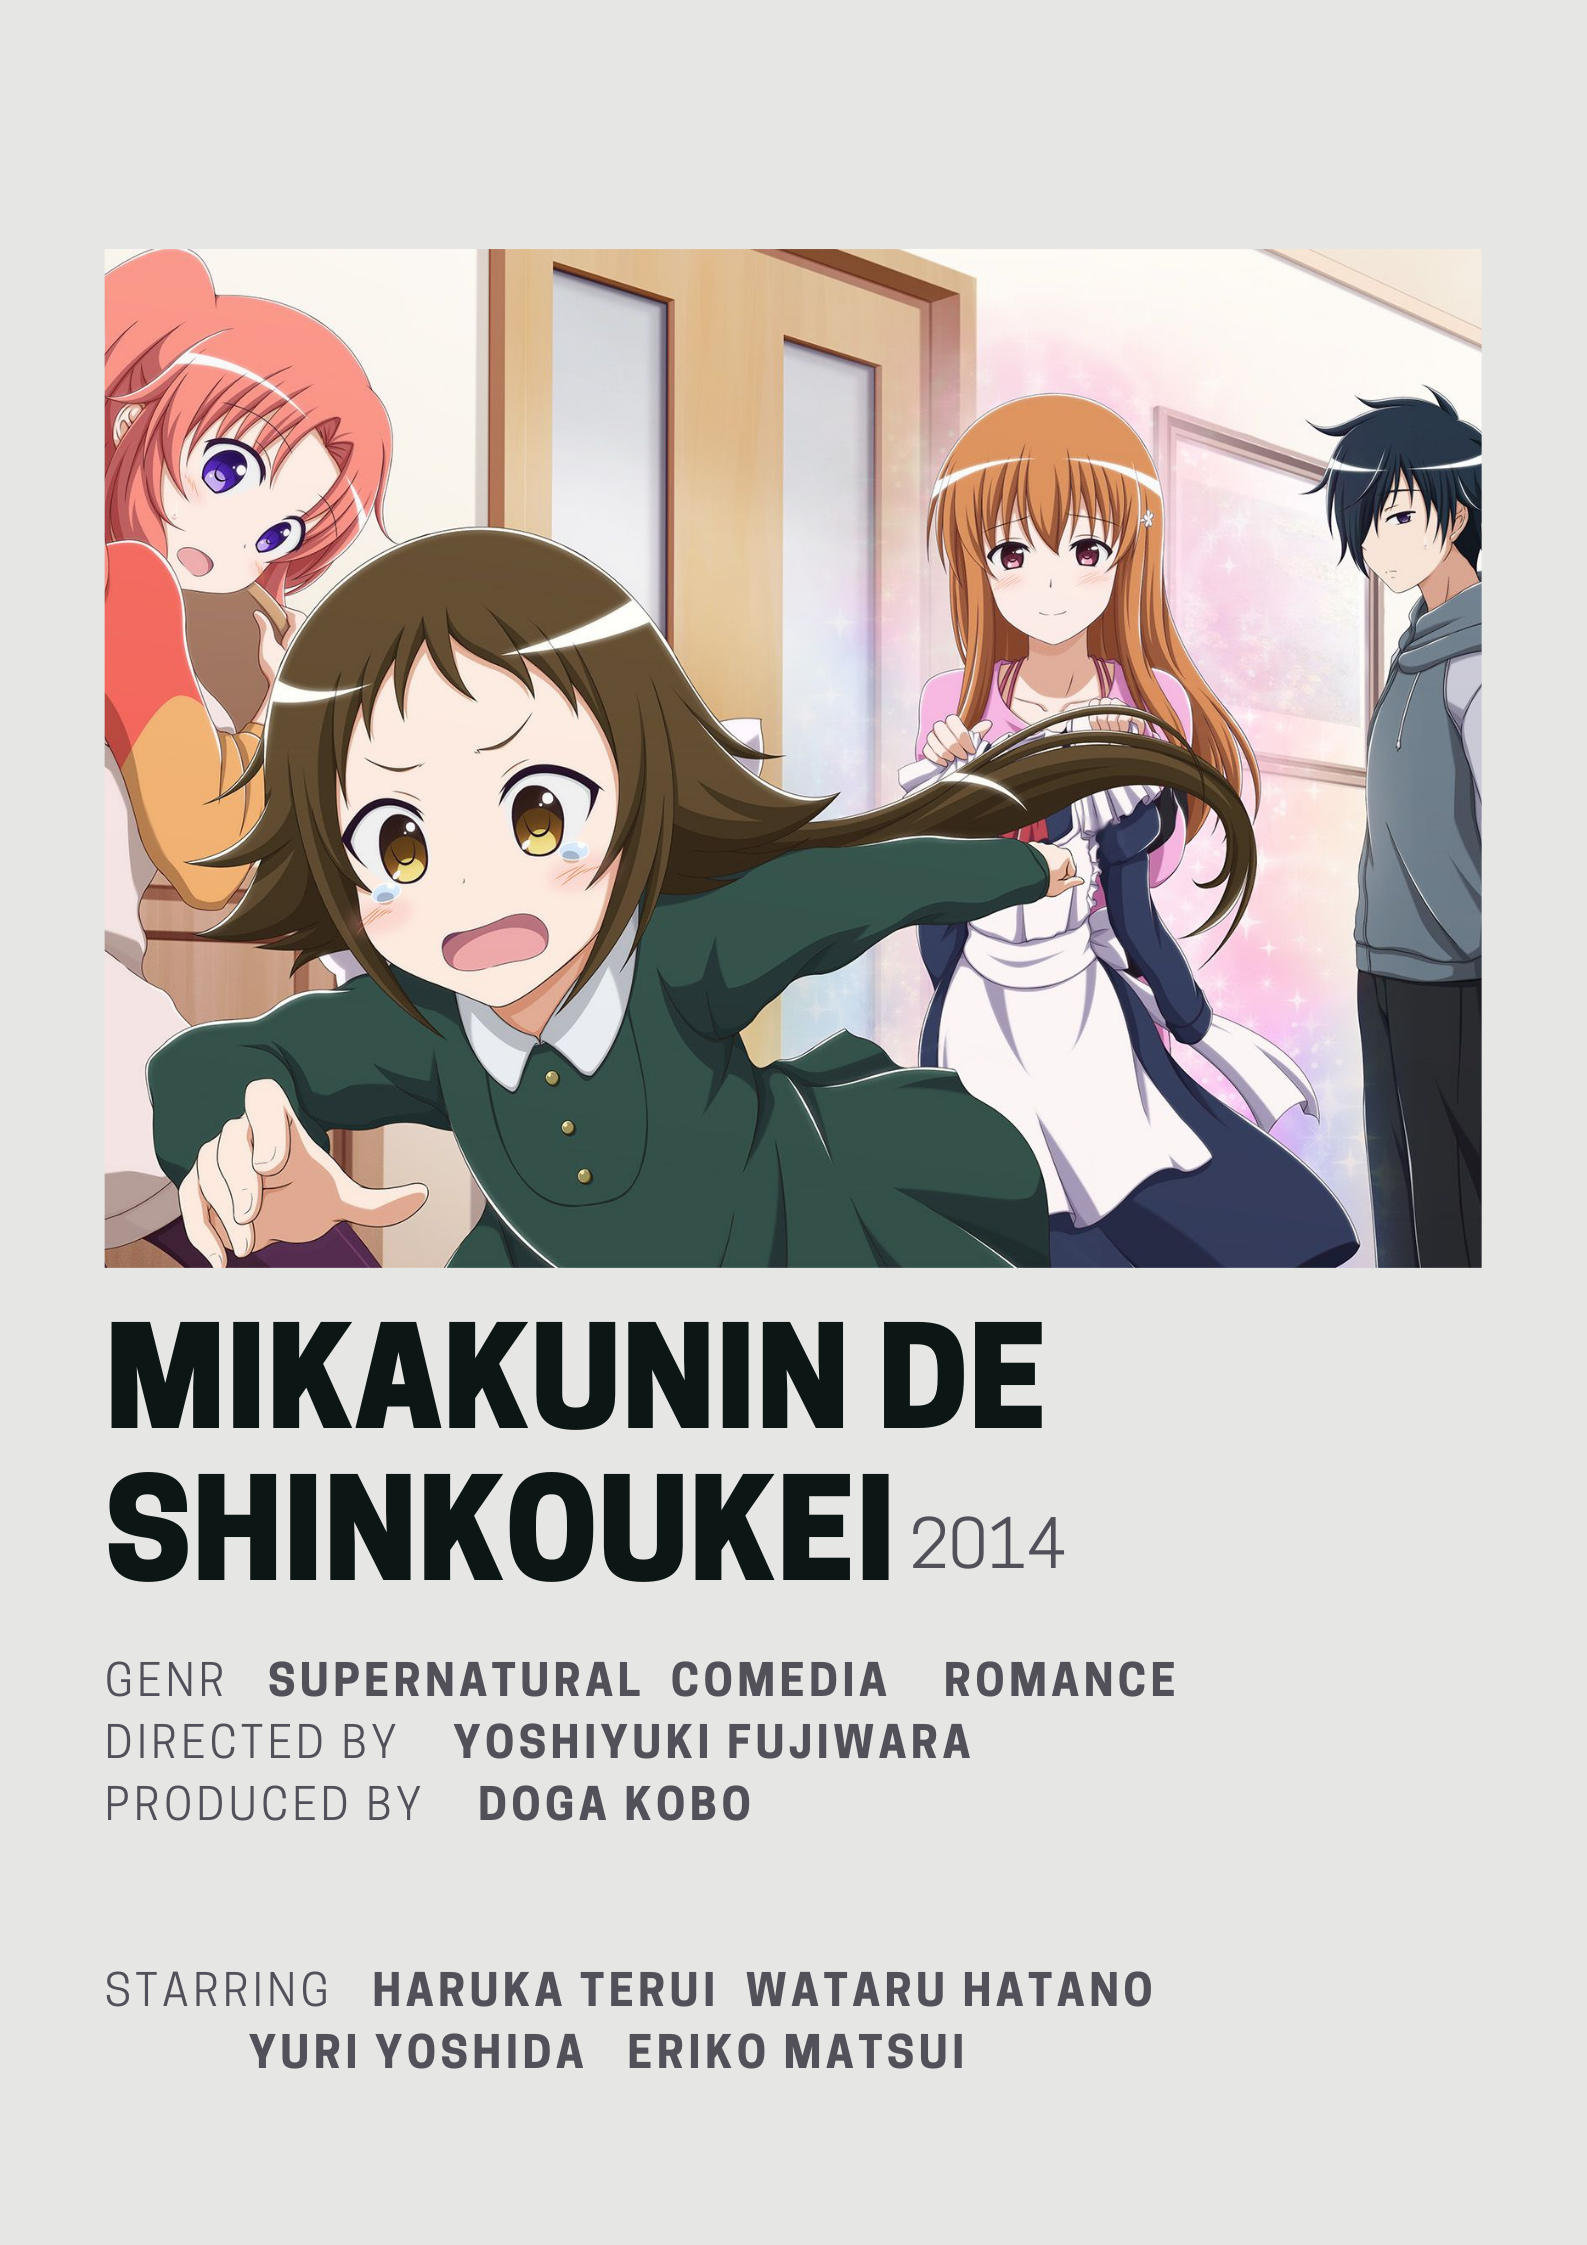 MIKAKUNIN DE
SHINKOUKEI 2014
GENR SUPERNATURAL COMEDIA ROMANCE
DIRECTED BY YOSHIYUKI FUJIWARA
PRODUCED BY DOGA KOBO
STARRING HARUKA TERUI WATARU HATANO
YURI YOSHIDA ERIKO MATSUI